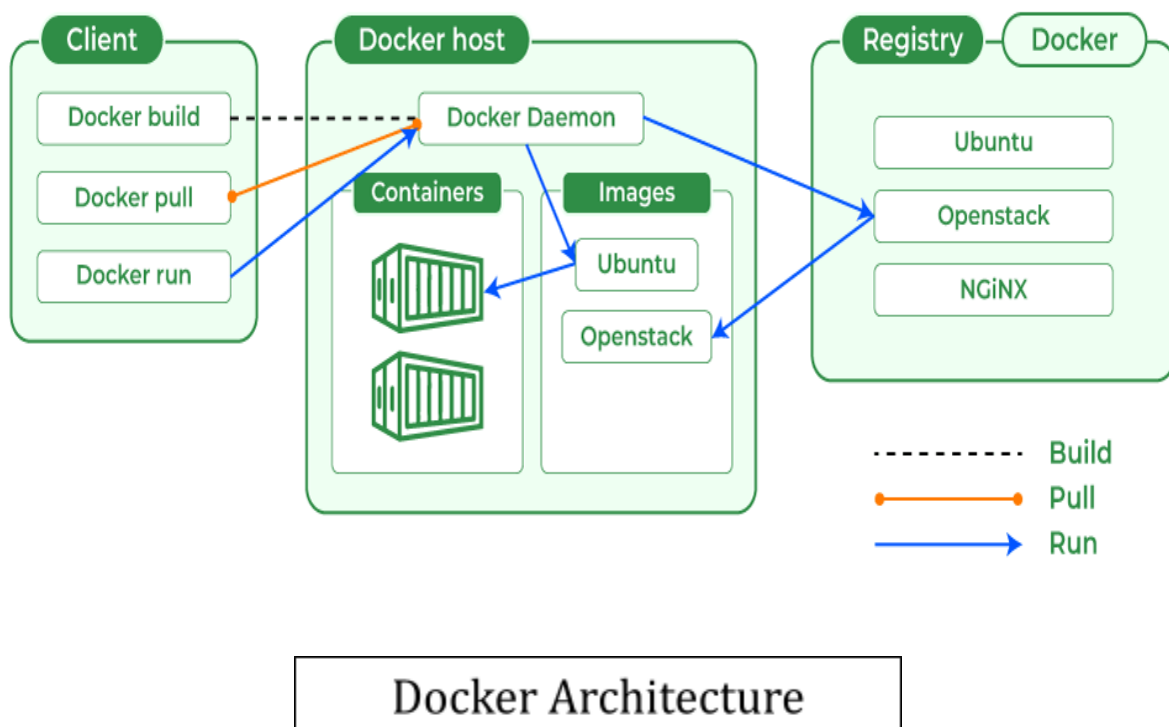 Client
Docker build
Docker pull
Docker run
Docker host
Docker Daemon
Containers
Images
Ubuntu
Openstack
Registry
Docker
Ubuntu
Openstack
NGiNX
Build
Pull
Run
Docker Architecture